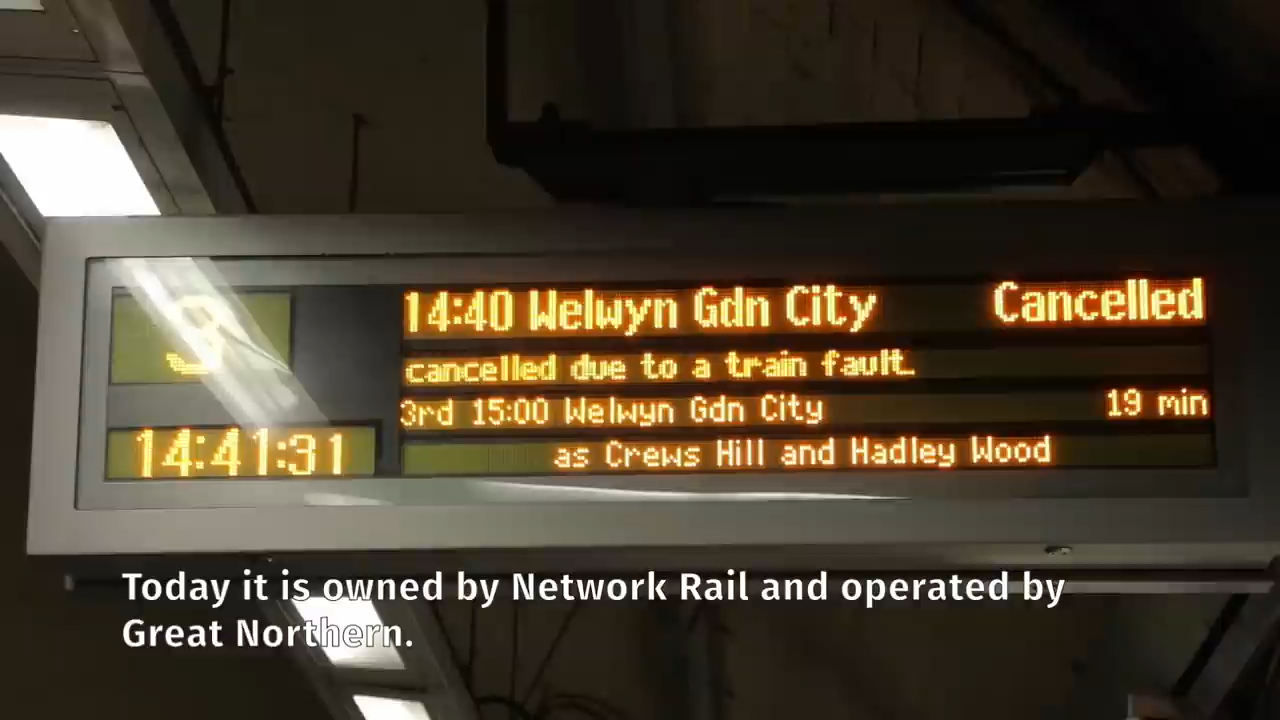 3
14:41:31
14:40 Welwyn Gdn City Cancelled
cancelled due to a train fault.
3rd 15:00 Welwyn Gdn City 19 min
as Crews Hill and Hadley Wood
Today it is owned by Network Rail and operated by
Great Northern.